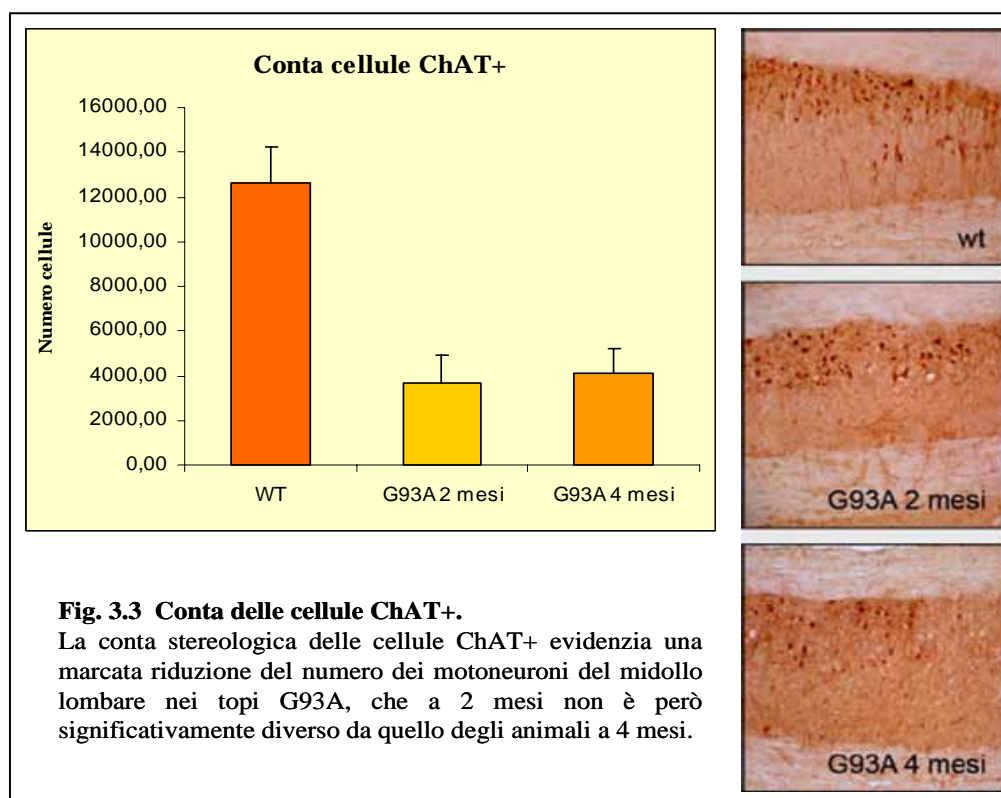 Conta cellule ChAT+
16000,00
14000,00
12000,00
10000,00
8000,00
6000,00
4000,00
2000,00
0,00
Numero cellule
WT
G93A 2 mesi
G93A 4 mesi
wt
G93A 2 mesi
G93A 4 mesi
Fig. 3.3 Conta delle cellule ChAT+.
La conta stereologica delle cellule ChAT+ evidenzia una
marcata riduzione del numero dei motoneuroni del midollo
lombare nei topi G93A, che a 2 mesi non è però
significativamente diverso da quello degli animali a 4 mesi.